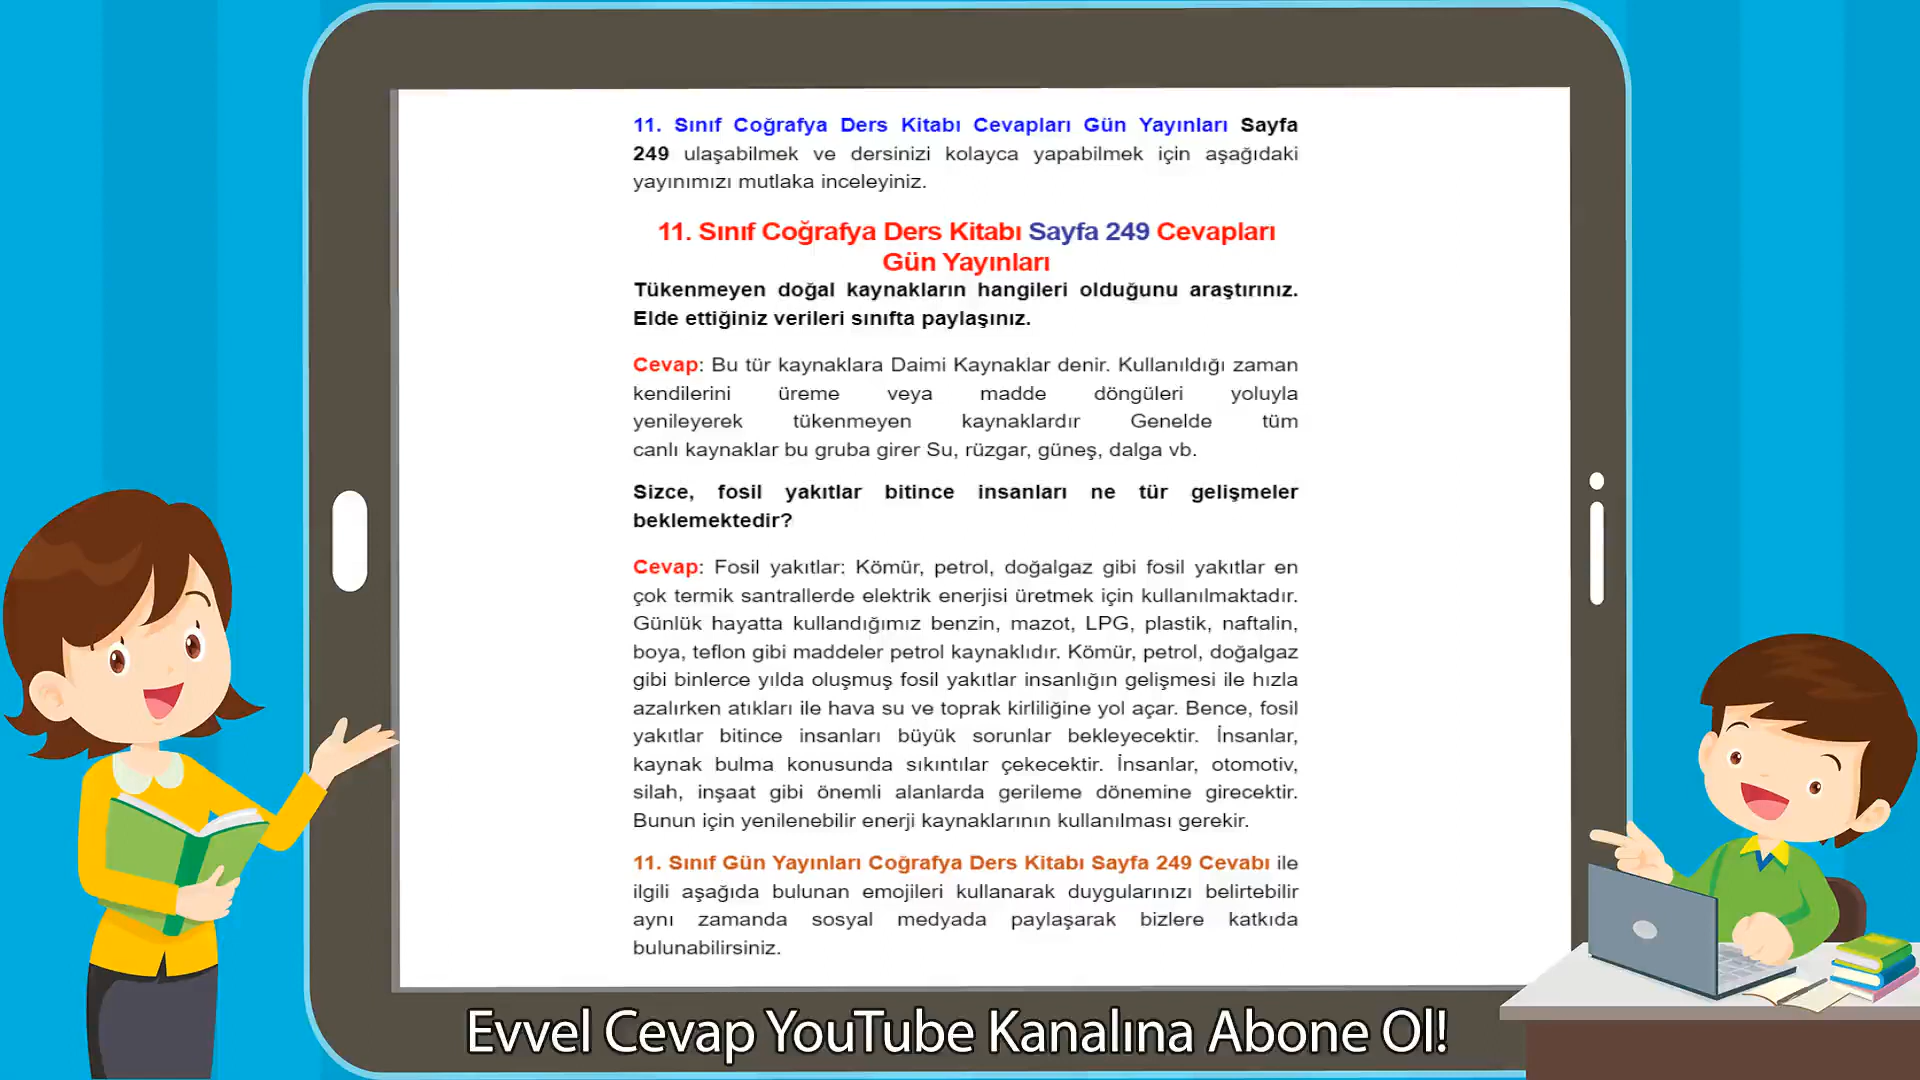 11. Sınıf Coğrafya Ders Kitabı Cevapları Gün Yayınları Sayfa
249 ulaşabilmek ve dersinizi kolayca yapabilmek için aşağıdaki
yayınımızı mutlaka inceleyiniz.
11. Sınıf Coğrafya Ders Kitabı Sayfa 249 Cevapları
Gün Yayınları
Tükenmeyen doğal kaynakların hangileri olduğunu araştırınız.
Elde ettiğiniz verileri sınıfta paylaşınız.
Cevap: Bu tür kaynaklara Daimi Kaynaklar denir. Kullanıldığı zaman
kendilerini üreme veya madde döngüleri yoluyla
yenileyerek tükenmeyen kaynaklardır Genelde tüm
canlı kaynaklar bu gruba girer Su, rüzgar, güneş, dalga vb.
Sizce, fosil yakıtlar bitince insanları ne tür gelişmeler
beklemektedir?
Cevap: Fosil yakıtlar: Kömür, petrol, doğalgaz gibi fosil yakıtlar en
çok termik santrallerde elektrik enerjisi üretmek için kullanılmaktadır.
Günlük hayatta kullandığımız benzin, mazot, LPG, plastik, naftalin,
boya, teflon gibi maddeler petrol kaynaklıdır. Kömür, petrol, doğalgaz
gibi binlerce yılda oluşmuş fosil yakıtlar insanlığın gelişmesi ile hızla
azalırken atıkları ile hava su ve toprak kirliliğine yol açar. Bence, fosil
yakıtlar bitince insanları büyük sorunlar bekleyecektir. İnsanlar,
kaynak bulma konusunda sıkıntılar çekecektir. İnsanlar, otomotiv,
silah, inşaat gibi önemli alanlarda gerileme dönemine girecektir.
Bunun için yenilenebilir enerji kaynaklarının kullanılması gerekir.
11. Sınıf Gün Yayınları Coğrafya Ders Kitabı Sayfa 249 Cevabı ile
ilgili aşağıda bulunan emojileri kullanarak duygularınızı belirtebilir
aynı zamanda sosyal medyada paylaşarak bizlere katkıda
bulunabilirsiniz.
Evvel Cevap YouTube Kanalına Abone Ol!